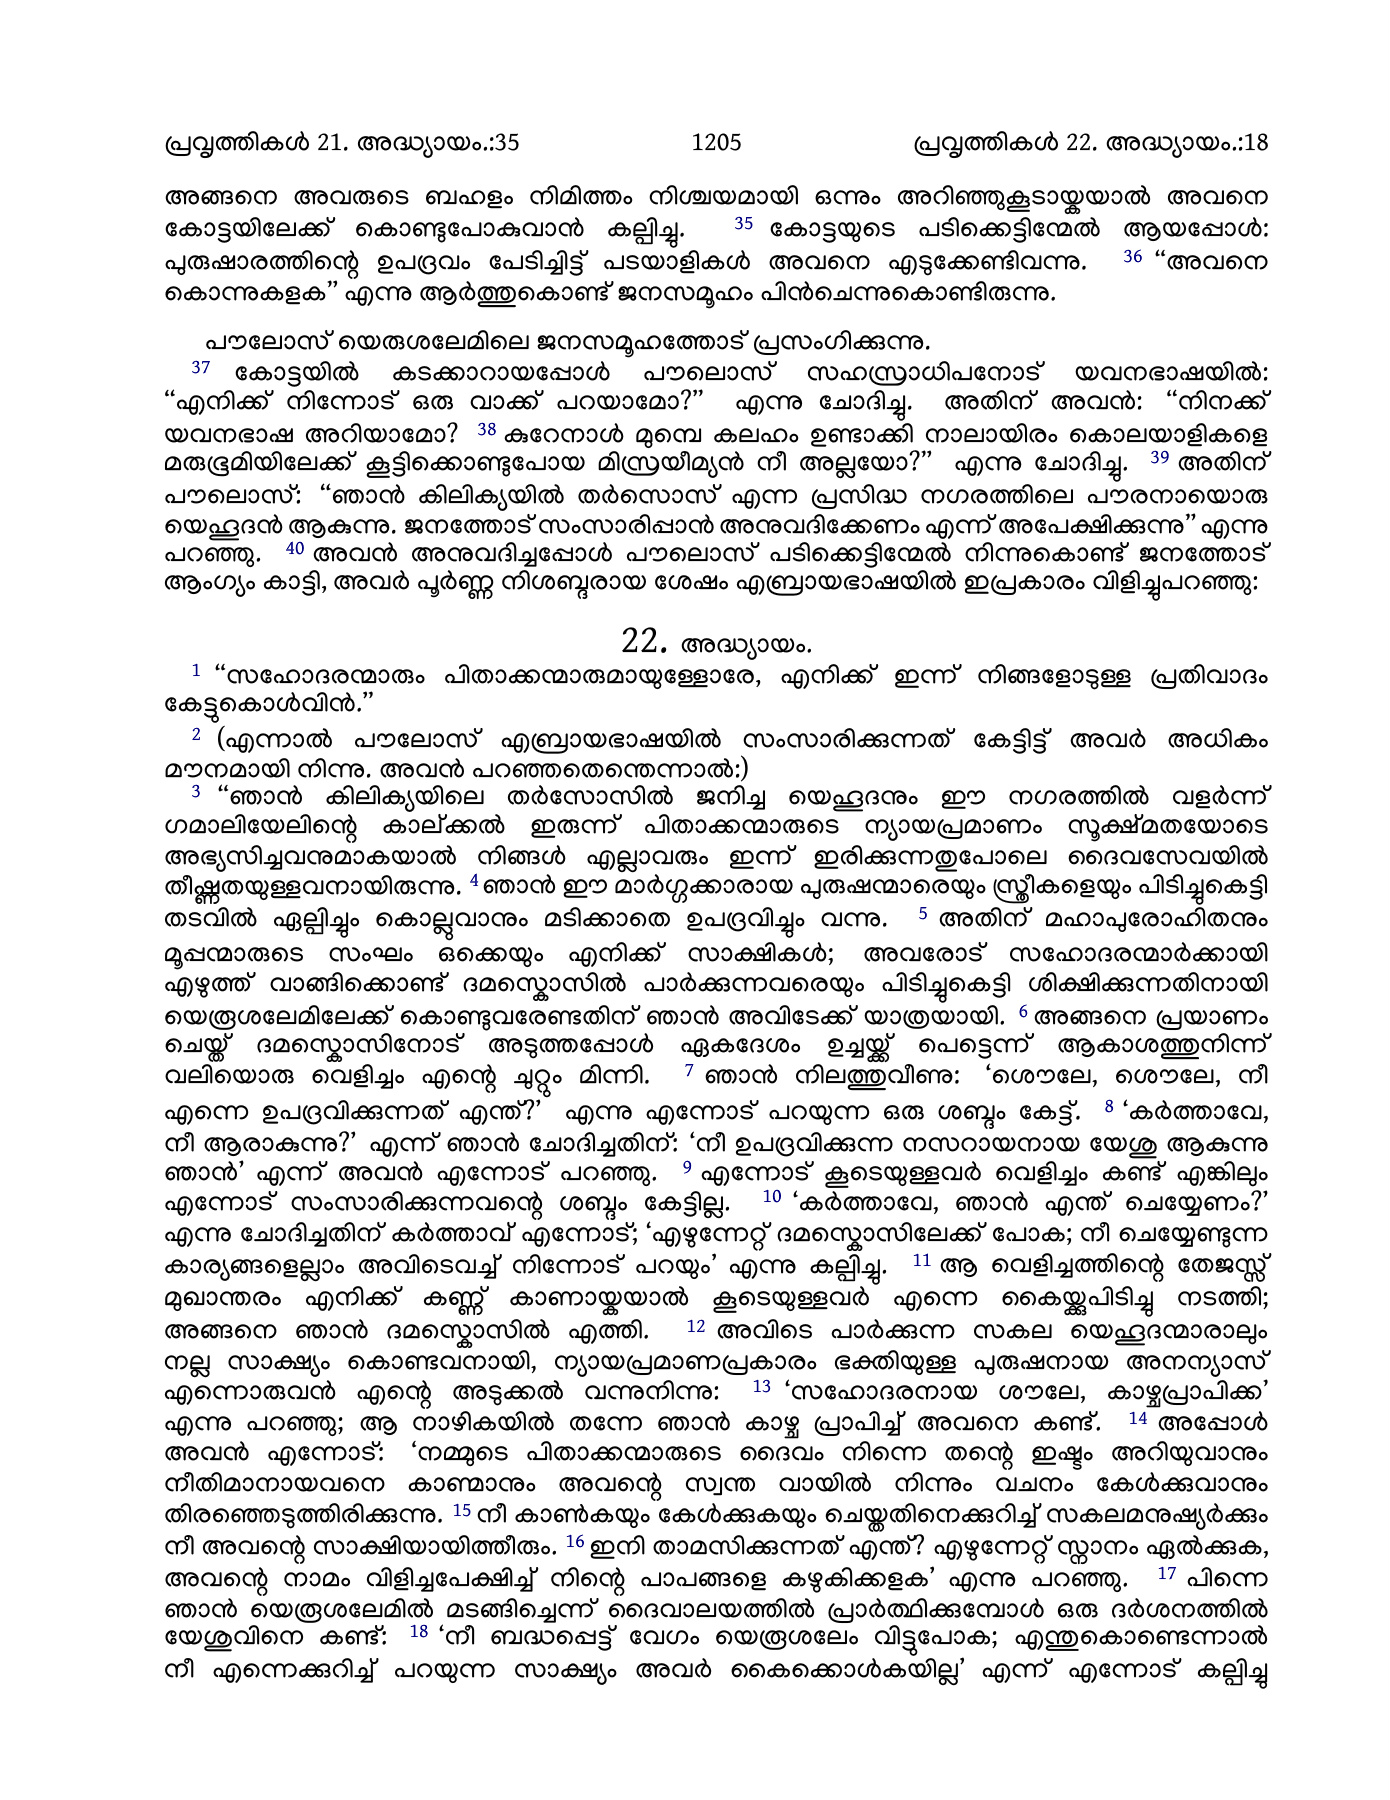 പ്രവൃത്തികൾ 21. അദ്ധ്യായം.:35 1205 പ്രവൃത്തികൾ 22. അദ്ധ്യായം.:18
അങ്ങനെ അവരുടെ ബഹളം നിമിത്തം നിശ്ചയമായി ഒന്നും അറിഞ്ഞുകൂടായ്കയാൽ അവനെ
കോട്ടയിലേക്ക് കൊണ്ടുപോകുവാൻ കല്പിച്ചു. 35 കോട്ടയുടെ പടിക്കെട്ടിന്മേൽ ആയപ്പോൾ:
പുരുഷാരത്തിന്റെ ഉപദ്രവം പേടിച്ചിട്ട് പടയാളികൾ അവനെ എടുക്കേണ്ടിവന്നു. 36 “അവനെ
കൊന്നുകളക” എന്നു ആർത്തുകൊണ്ട് ജനസമൂഹം പിൻചെന്നുകൊണ്ടിരുന്നു.
പൗലോസ് യെരുശലേമിലെ ജനസമൂഹത്തോട് പ്രസംഗിക്കുന്നു.
37 കോട്ടയിൽ കടക്കാറായപ്പോൾ പൗലൊസ് സഹസ്രാധിപനോട് യവനഭാഷയിൽ:
“എനിക്ക് നിന്നോട് ഒരു വാക്ക് പറയാമോ?” എന്നു ചോദിച്ചു. അതിന് അവൻ: “നിനക്ക്
യവനഭാഷ അറിയാമോ? 38 കുറേനാൾ മുമ്പെ കലഹം ഉണ്ടാക്കി നാലായിരം കൊലയാളികളെ
മരുഭൂമിയിലേക്ക് കൂട്ടിക്കൊണ്ടുപോയ മിസ്രയീമ്യൻ നീ അല്ലയോ?” എന്നു ചോദിച്ചു. 39 അതിന്
പൗലൊസ്: “ഞാൻ കിലിക്യയിൽ തർസൊസ് എന്ന പ്രസിദ്ധ നഗരത്തിലെ പൗരനായൊരു
യെഹൂദൻ ആകുന്നു. ജനത്തോട് സംസാരിപ്പാൻ അനുവദിക്കേണം എന്ന് അപേക്ഷിക്കുന്നു” എന്നു
പറഞ്ഞു. 40 അവൻ അനുവദിച്ചപ്പോൾ പൗലൊസ് പടിക്കെട്ടിന്മേൽ നിന്നുകൊണ്ട് ജനത്തോട്
ആംഗ്യം കാട്ടി, അവർ പൂർണ്ണ നിശബ്ദരായ ശേഷം എബ്രായഭാഷയിൽ ഇപ്രകാരം വിളിച്ചുപറഞ്ഞു:
22. അദ്ധ്യായം.
1 “സഹോദരന്മാരും പിതാക്കന്മാരുമായുള്ളോരേ, എനിക്ക് ഇന്ന് നിങ്ങളോടുള്ള പ്രതിവാദം
കേട്ടുകൊൾവിൻ.”
2 (എന്നാൽ പൗലോസ് എബ്രായഭാഷയിൽ സംസാരിക്കുന്നത് കേട്ടിട്ട് അവർ അധികം
മൗനമായി നിന്നു. അവൻ പറഞ്ഞതെന്തെന്നാൽ:)
3 “ഞാൻ കിലിക്യയിലെ തർസോസിൽ ജനിച്ച യെഹൂദനും ഈ നഗരത്തിൽ വളർന്ന്
ഗമാലിയേലിന്റെ കാല്ക്കൽ ഇരുന്ന് പിതാക്കന്മാരുടെ ന്യായപ്രമാണം സൂക്ഷ്മതയോടെ
അഭ്യസിച്ചവനുമാകയാൽ നിങ്ങൾ എല്ലാവരും ഇന്ന് ഇരിക്കുന്നതുപോലെ ദൈവസേവയിൽ
തീഷ്ണതയുള്ളവനായിരുന്നു. 4 ഞാൻ ഈ മാർഗ്ഗക്കാരായ പുരുഷന്മാരെയും സ്ത്രീകളെയും പിടിച്ചുകെട്ടി
തടവിൽ ഏല്പിച്ചും കൊല്ലുവാനും മടിക്കാതെ ഉപദ്രവിച്ചും വന്നു. 5 അതിന് മഹാപുരോഹിതനും
മൂപ്പന്മാരുടെ സംഘം ഒക്കെയും എനിക്ക് സാക്ഷികൾ; അവരോട് സഹോദരന്മാർക്കായി
എഴുത്ത് വാങ്ങിക്കൊണ്ട് ദമസ്കൊസിൽ പാർക്കുന്നവരെയും പിടിച്ചുകെട്ടി ശിക്ഷിക്കുന്നതിനായി
യെരൂശലേമിലേക്ക് കൊണ്ടുവരേണ്ടതിന് ഞാൻ അവിടേക്ക് യാത്രയായി. 6 അങ്ങനെ പ്രയാണം
ചെയ്ത് ദമസ്കൊസിനോട് അടുത്തപ്പോൾ ഏകദേശം ഉച്ചയ്ക്ക് പെട്ടെന്ന് ആകാശത്തുനിന്ന്
വലിയൊരു വെളിച്ചം എന്റെ ചുറ്റും മിന്നി. 7 ഞാൻ നിലത്തുവീണു: ‘ശൌലേ, ശൌലേ, നീ
എന്നെ ഉപദ്രവിക്കുന്നത് എന്ത്?’ എന്നു എന്നോട് പറയുന്ന ഒരു ശബ്ദം കേട്ട്. 8 ‘കർത്താവേ,
നീ ആരാകുന്നു?’ എന്ന് ഞാൻ ചോദിച്ചതിന്: ‘നീ ഉപദ്രവിക്കുന്ന നസറായനായ യേശു ആകുന്നു
ഞാൻ’ എന്ന് അവൻ എന്നോട് പറഞ്ഞു. 9 എന്നോട് കൂടെയുള്ളവർ വെളിച്ചം കണ്ട് എങ്കിലും
എന്നോട് സംസാരിക്കുന്നവന്റെ ശബ്ദം കേട്ടില്ല. 10 ‘കർത്താവേ, ഞാൻ എന്ത് ചെയ്യേണം?’
എന്നു ചോദിച്ചതിന് കർത്താവ് എന്നോട്; ‘എഴുന്നേറ്റ് ദമസ്കൊസിലേക്ക് പോക; നീ ചെയ്യേണ്ടുന്ന
കാര്യങ്ങളെല്ലാം അവിടെവച്ച് നിന്നോട് പറയും’ എന്നു കല്പിച്ചു. 11 ആ വെളിച്ചത്തിന്റെ തേജസ്സ്
മുഖാന്തരം എനിക്ക് കണ്ണ് കാണായ്കയാൽ കൂടെയുള്ളവർ എന്നെ കൈയ്ക്കുപിടിച്ചു നടത്തി;
അങ്ങനെ ഞാൻ ദമസ്കൊസിൽ എത്തി. 12 അവിടെ പാർക്കുന്ന സകല യെഹൂദന്മാരാലും
നല്ല സാക്ഷ്യം കൊണ്ടവനായി, ന്യായപ്രമാണപ്രകാരം ഭക്തിയുള്ള പുരുഷനായ അനന്യാസ്
എന്നൊരുവൻ എന്റെ അടുക്കൽ വന്നുനിന്നു: 13 ‘സഹോദരനായ ശൗലേ, കാഴ്ചപ്രാപിക്ക’
എന്നു പറഞ്ഞു; ആ നാഴികയിൽ തന്നേ ഞാൻ കാഴ്ച പ്രാപിച്ച് അവനെ കണ്ട്. 14 അപ്പോൾ
അവൻ എന്നോട്: ‘നമ്മുടെ പിതാക്കന്മാരുടെ ദൈവം നിന്നെ തന്റെ ഇഷ്ടം അറിയുവാനും
നീതിമാനായവനെ കാണ്മാനും അവന്റെ സ്വന്ത വായിൽ നിന്നും വചനം കേൾക്കുവാനും
തിരഞ്ഞെടുത്തിരിക്കുന്നു. 15 നീ കാൺകയും കേൾക്കുകയും ചെയ്തതിനെക്കുറിച്ച് സകലമനുഷ്യർക്കും
നീ അവന്റെ സാക്ഷിയായിത്തീരും. 16 ഇനി താമസിക്കുന്നത് എന്ത്? എഴുന്നേറ്റ് സ്നാനം ഏൽക്കുക,
അവന്റെ നാമം വിളിച്ചപേക്ഷിച്ച് നിന്റെ പാപങ്ങളെ കഴുകിക്കളക’ എന്നു പറഞ്ഞു. 17 പിന്നെ
ഞാൻ യെരൂശലേമിൽ മടങ്ങിച്ചെന്ന് ദൈവാലയത്തിൽ പ്രാർത്ഥിക്കുമ്പോൾ ഒരു ദർശനത്തിൽ
യേശുവിനെ കണ്ട്: 18 ‘നീ ബദ്ധപ്പെട്ട് വേഗം യെരൂശലേം വിട്ടുപോക; എന്തുകൊണ്ടെന്നാൽ
നീ എന്നെക്കുറിച്ച് പറയുന്ന സാക്ഷ്യം അവർ കൈക്കൊൾകയില്ല’ എന്ന് എന്നോട് കല്പിച്ചു